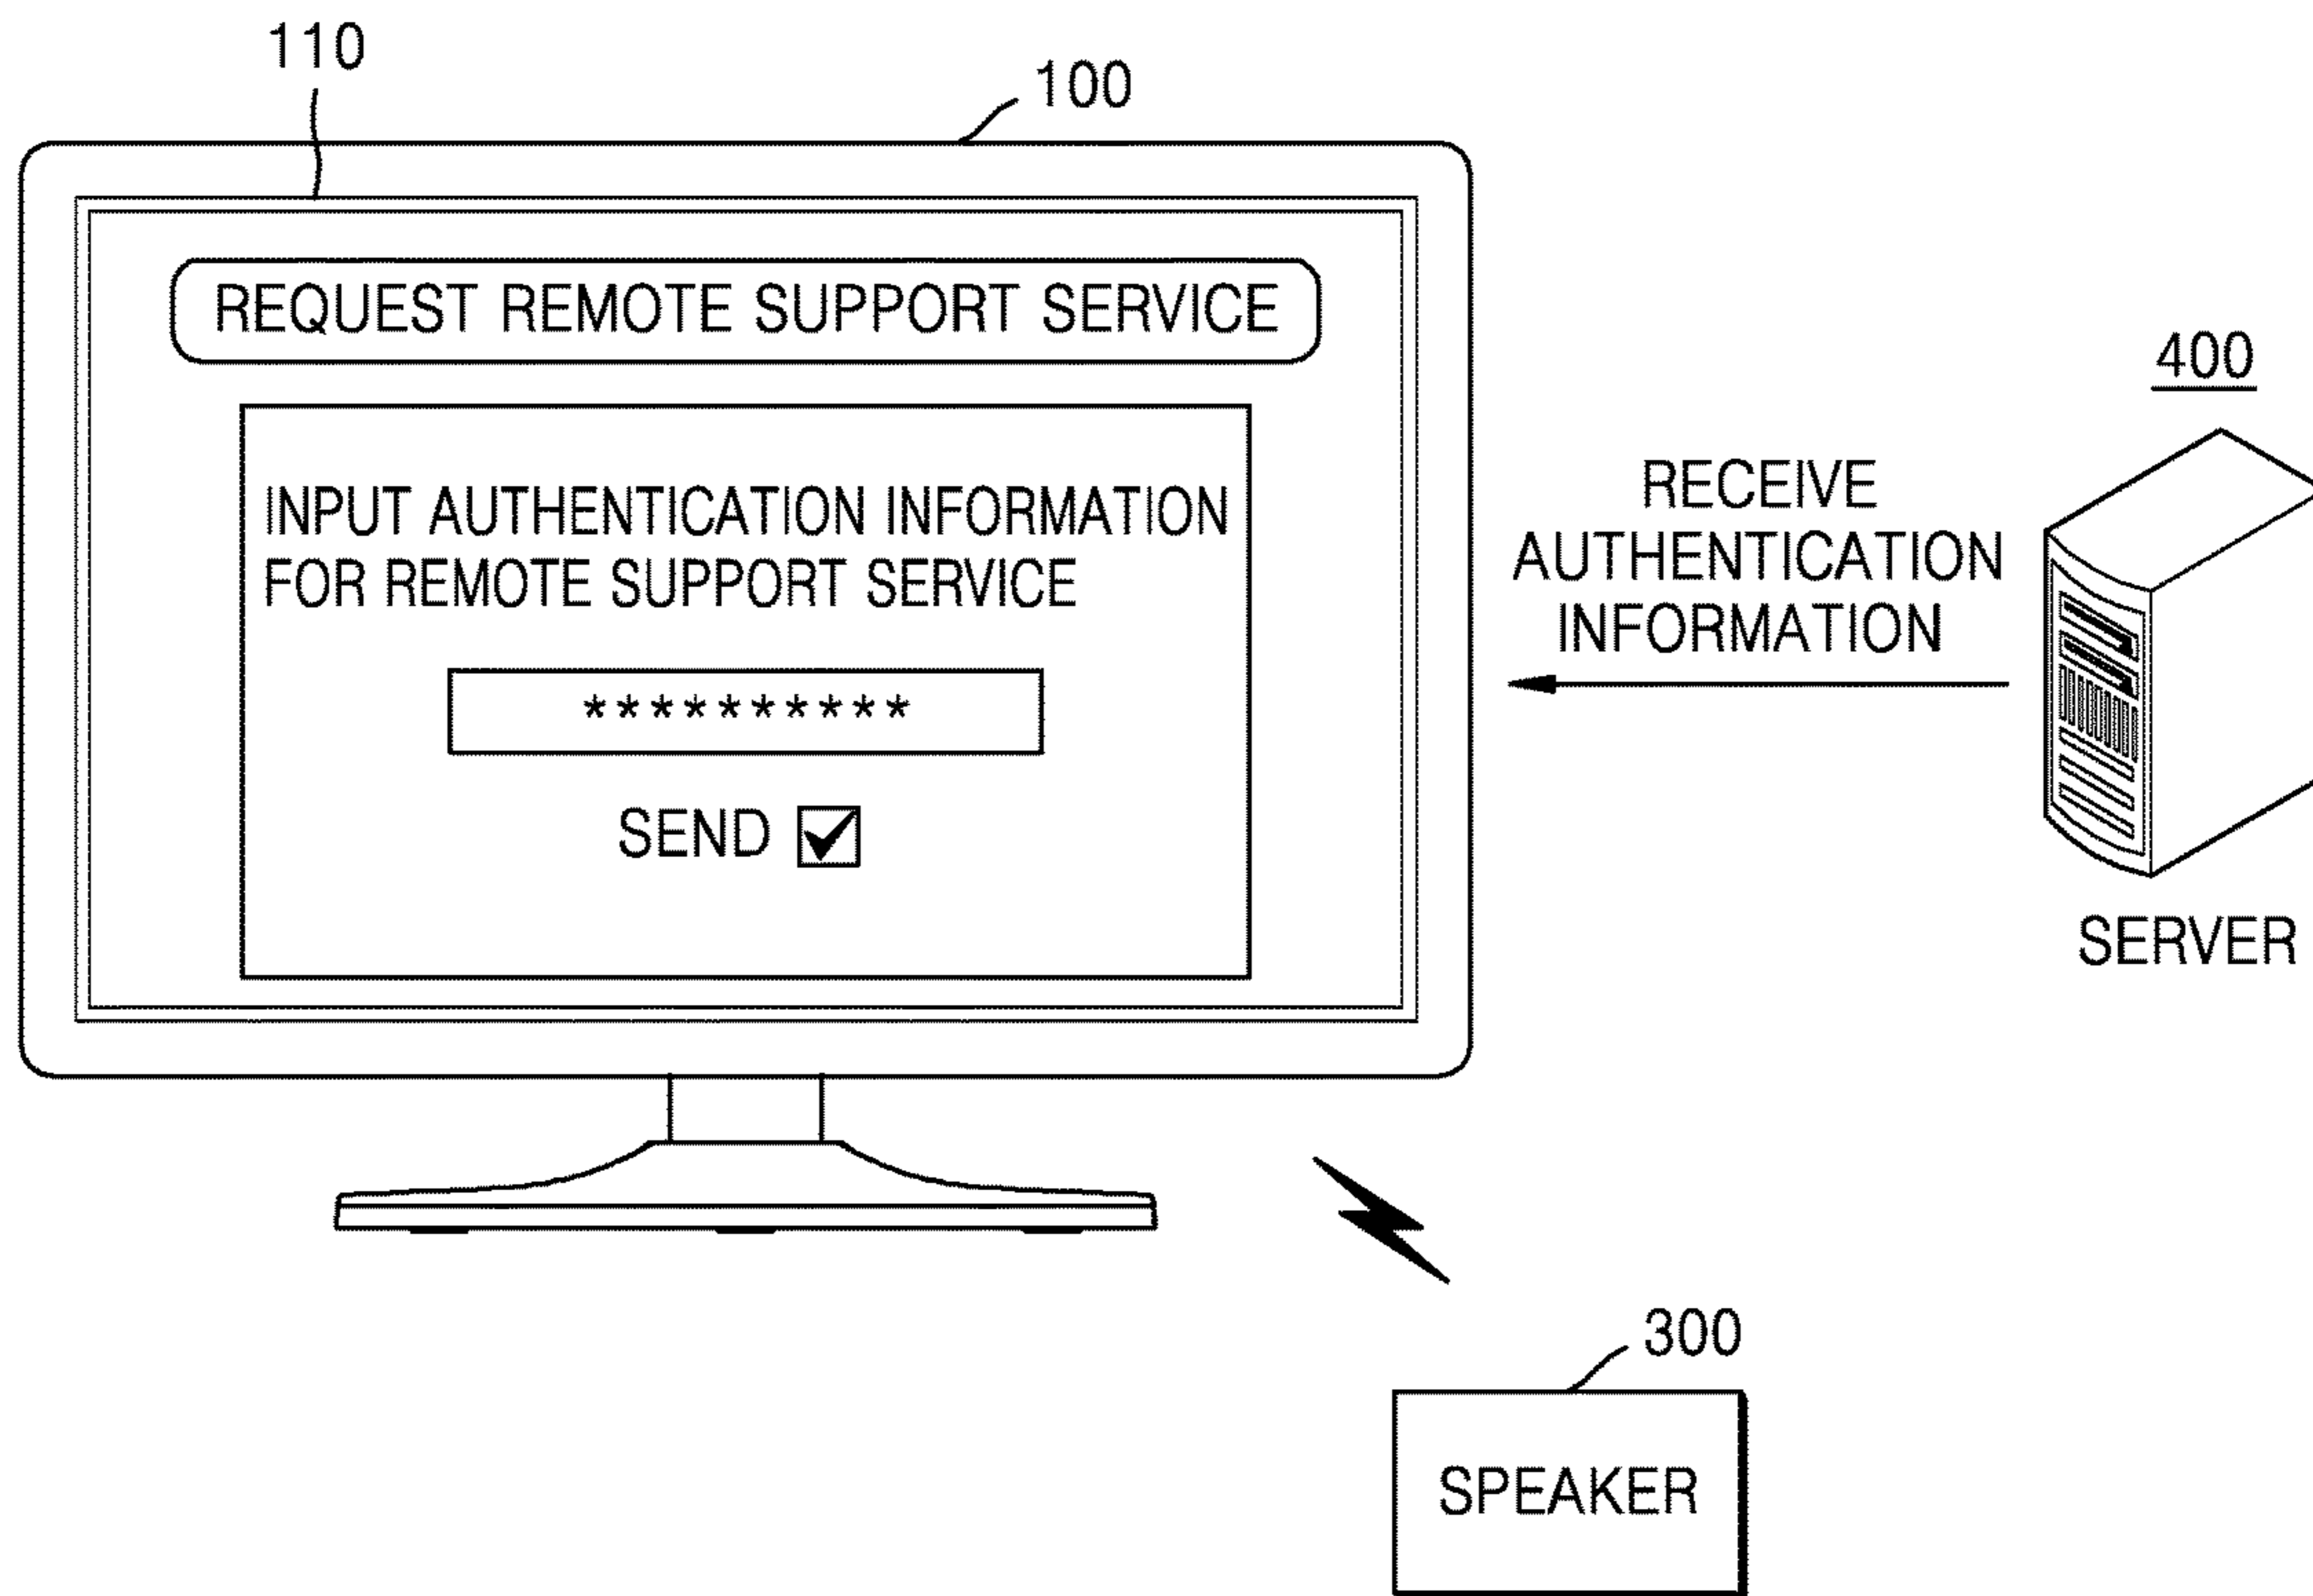 110
100
REQUEST REMOTE SUPPORT SERVICE
INPUT AUTHENTICATION INFORMATION
FOR REMOTE SUPPORT SERVICE
**********
SEND
400
RECEIVE
AUTHENTICATION
INFORMATION
SERVER
300
SPEAKER